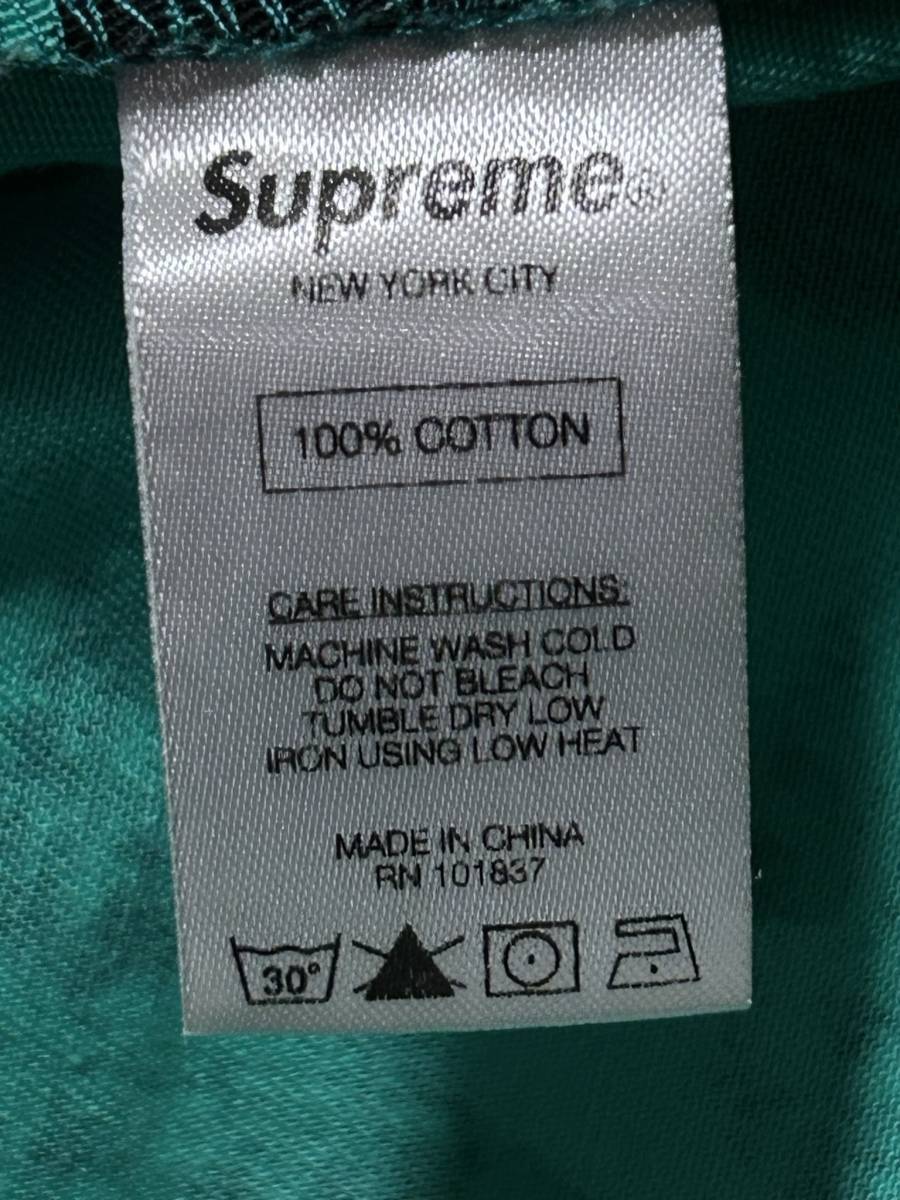 Supreme®
NEW YORK CITY
100% COTTON
CARE INSTRUCTIONS:
MACHINE WASH COLD
DO NOT BLEACH
TUMBLE DRY LOW
IRON USING LOW HEAT
MADE IN CHINA
RN 101837
30°